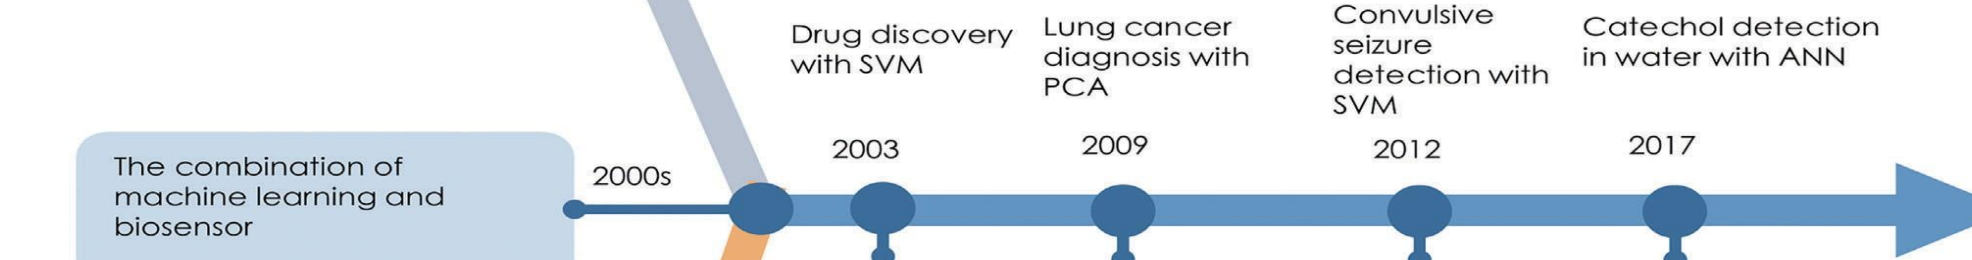 The combination of
machine learning and
biosensor
2000s
Drug discovery
with SVM
2003
Lung cancer
diagnosis with
PCA
2009
Convulsive
seizure
detection with
SVM
2012
Catechol detection
in water with ANN
2017